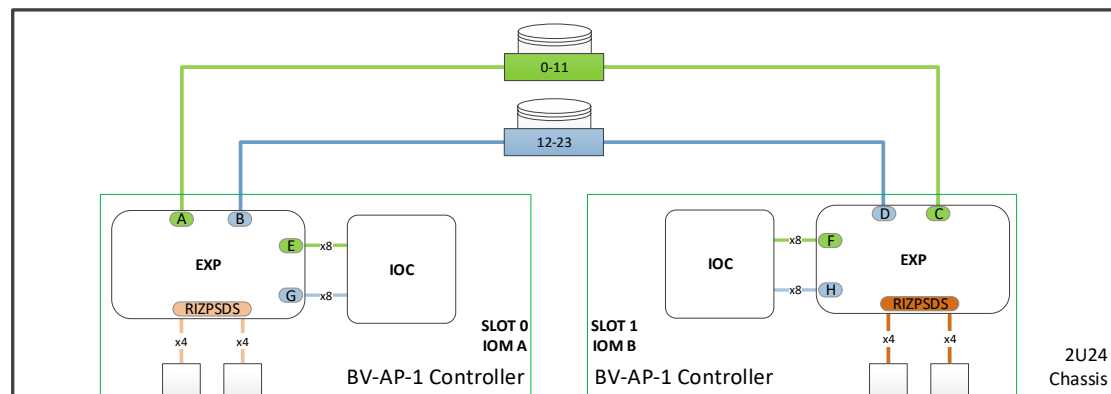 0-11
12-23
A
B
D
C
E
x8
F
x8
EXP
IOC
IOC
EXP
G
x8
H
x8
RIZPSDS
RIZPSDS
SLOT 0
IOM A
SLOT 1
IOM B
x4
x4
x4
x4
BV-AP-1 Controller
BV-AP-1 Controller
2U24
Chassis